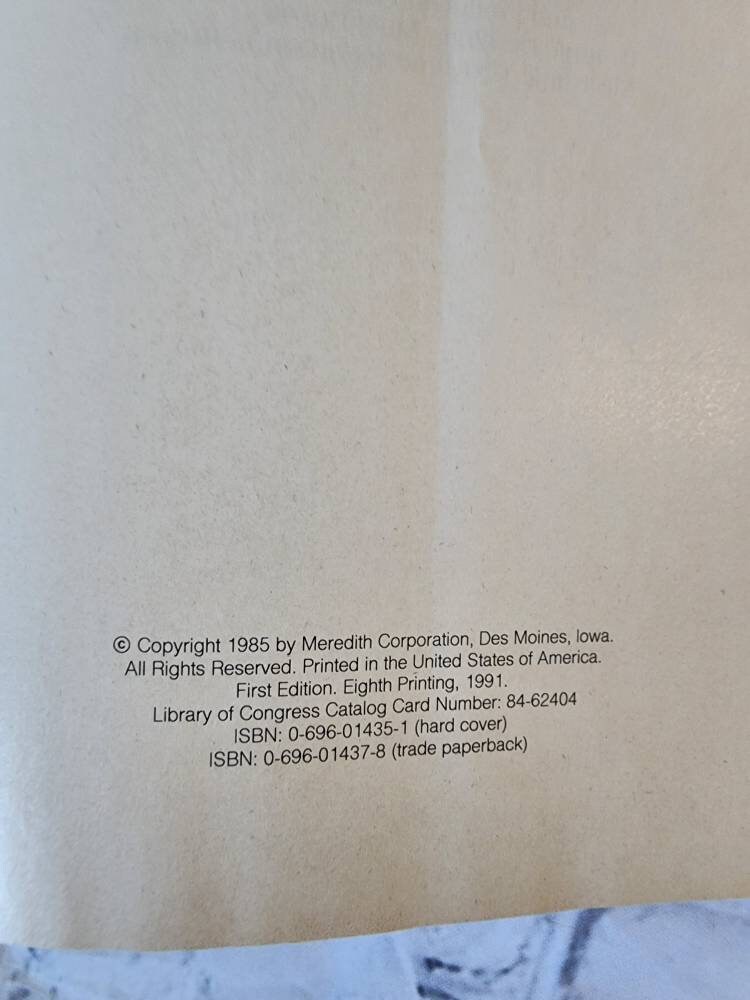 © Copyright 1985 by Meredith Corporation, Des Moines, Iowa.
All Rights Reserved. Printed in the United States of America.
First Edition. Eighth Printing, 1991.
Library of Congress Catalog Card Number: 84-62404
ISBN: 0-696-01435-1 (hard cover)
ISBN: 0-696-01437-8 (trade paperback)